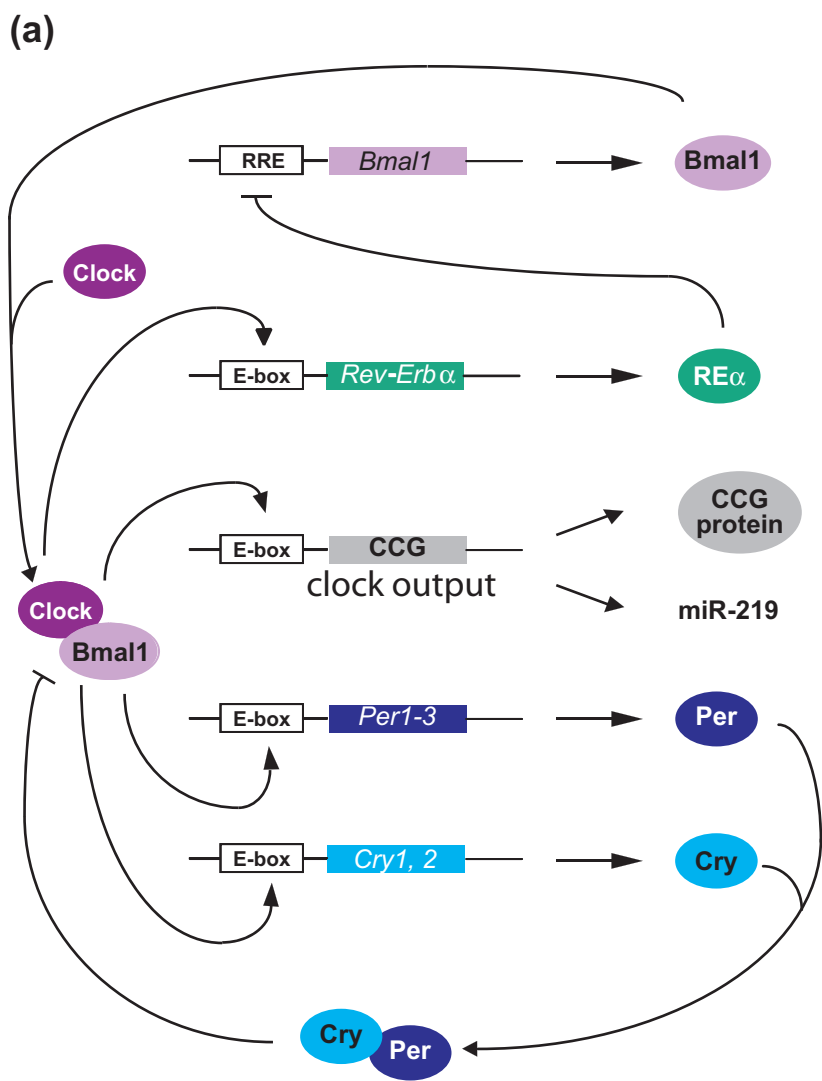 (a)
RRE
Bmal1
Bmal1
Clock
E-box
Rev-Erb α
REα
E-box
CCG
clock output
CCG
protein
miR-219
Clock
Bmal1
E-box
Per1-3
Per
E-box
Cry1, 2
Cry
Cry
Per